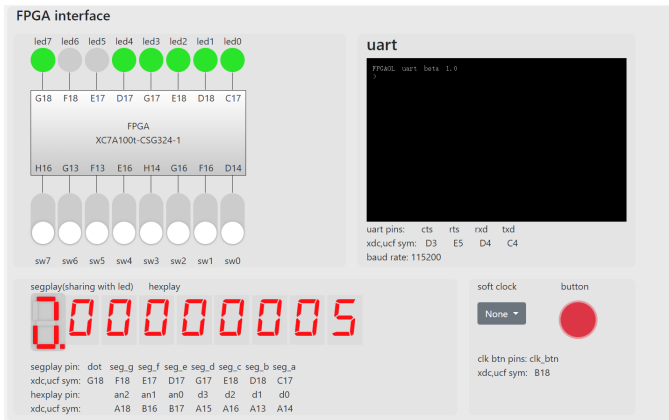 FPGA interface
led7 led6 led5 led4 led3 led2 led1 led0
G18 F18 E17 D17 G17 E18 D18 C17
FPGA
XC7A100t-CSG324-1
H16 G13 F13 E16 H14 G16 F16 D14
sw7 sw6 sw5 sw4 sw3 sw2 sw1 sw0
uart
FPGAOL uart beta 1.0
>
uart pins: cts rts rxd txd
xdc,ucf sym: D3 E5 D4 C4
baud rate: 115200
segplay(sharing with led) hexplay
00000005
segplay pin: dot seg_g seg_f seg_e seg_d seg_c seg_b seg_a
xdc,ucf sym: G18 F18 E17 D17 G17 E18 D18 C17
hexplay pin: an2 an1 an0 d3 d2 d1 d0
xdc,ucf sym: A18 B16 B17 A15 A16 A13 A14
soft clock button
None
clk btn pins: clk_btn
xdc,ucf sym: B18